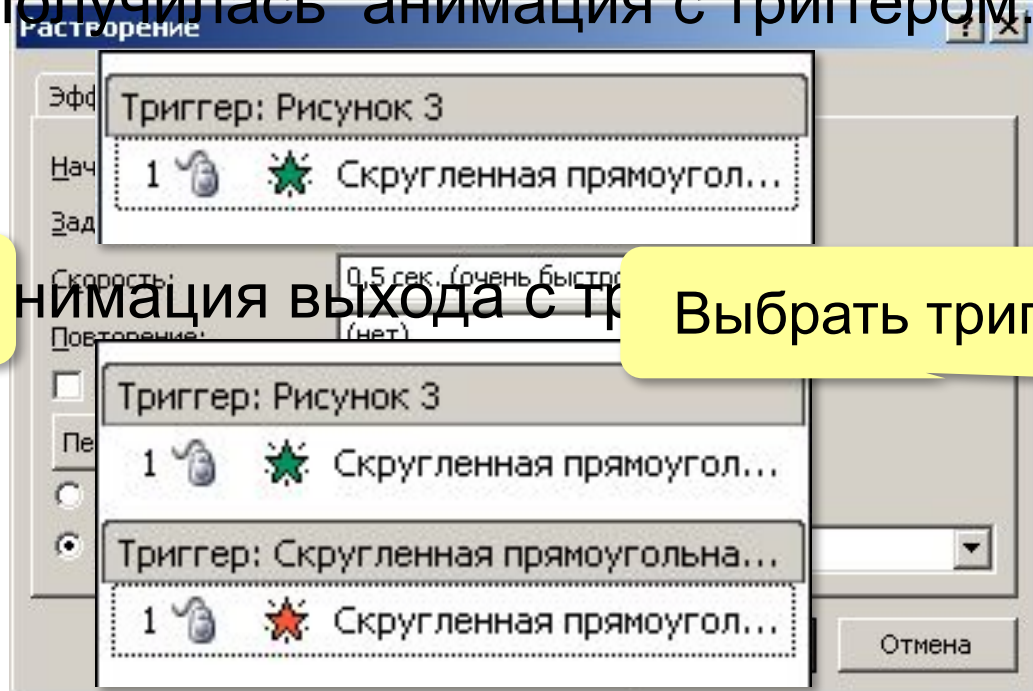 получилась анимация с триггером.
Растворение
Эфф
Триггер: Рисунок 3
Нач
1 Скругленная прямоугол...
Зад
Скорость:
0,5 сек. (очень быстро
нимация выхода с тр
Выбрать триг
Повторение:
(нет)
Триггер: Рисунок 3
Пе
1 Скругленная прямоугол...
Триггер: Скругленная прямоугольна...
1 Скругленная прямоугол...
Отмена